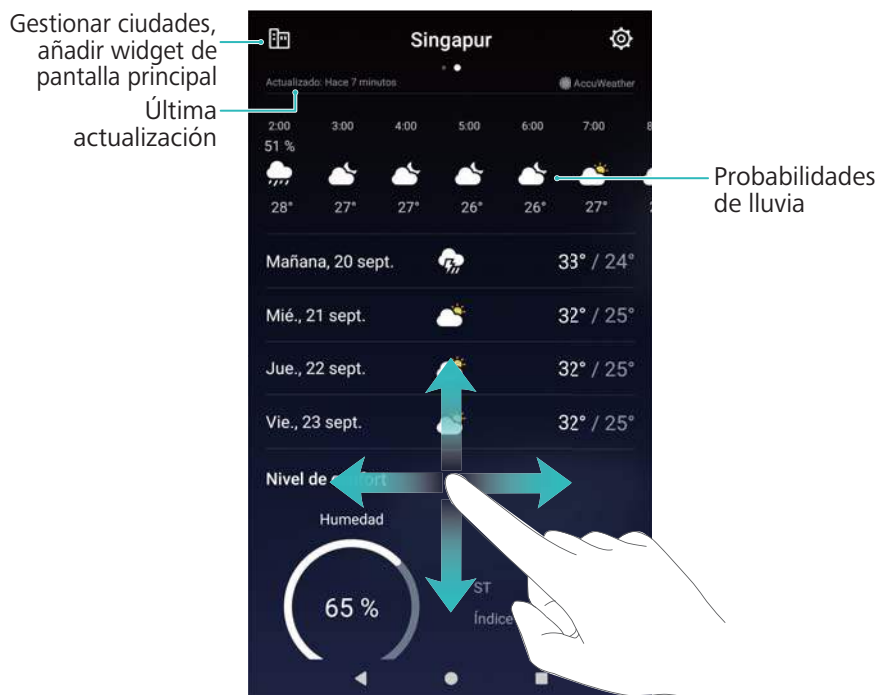 Gestionar ciudades,
añadir widget de
pantalla principal
Última
actualización
Singapur
Actualizado: Hace 7 minutos
AccuWeather
2:00 3:00 4:00 5:00 6:00 7:00 8
51 %
28° 27° 27° 26° 26° 27°
Probabilidades
de lluvia
Mañana, 20 sept. 33° / 24°
Mié., 21 sept. 32° / 25°
Jue., 22 sept. 32° / 25°
Vie., 23 sept. 32° / 25°
Nivel de
Humedad
65 %
ST
Índice